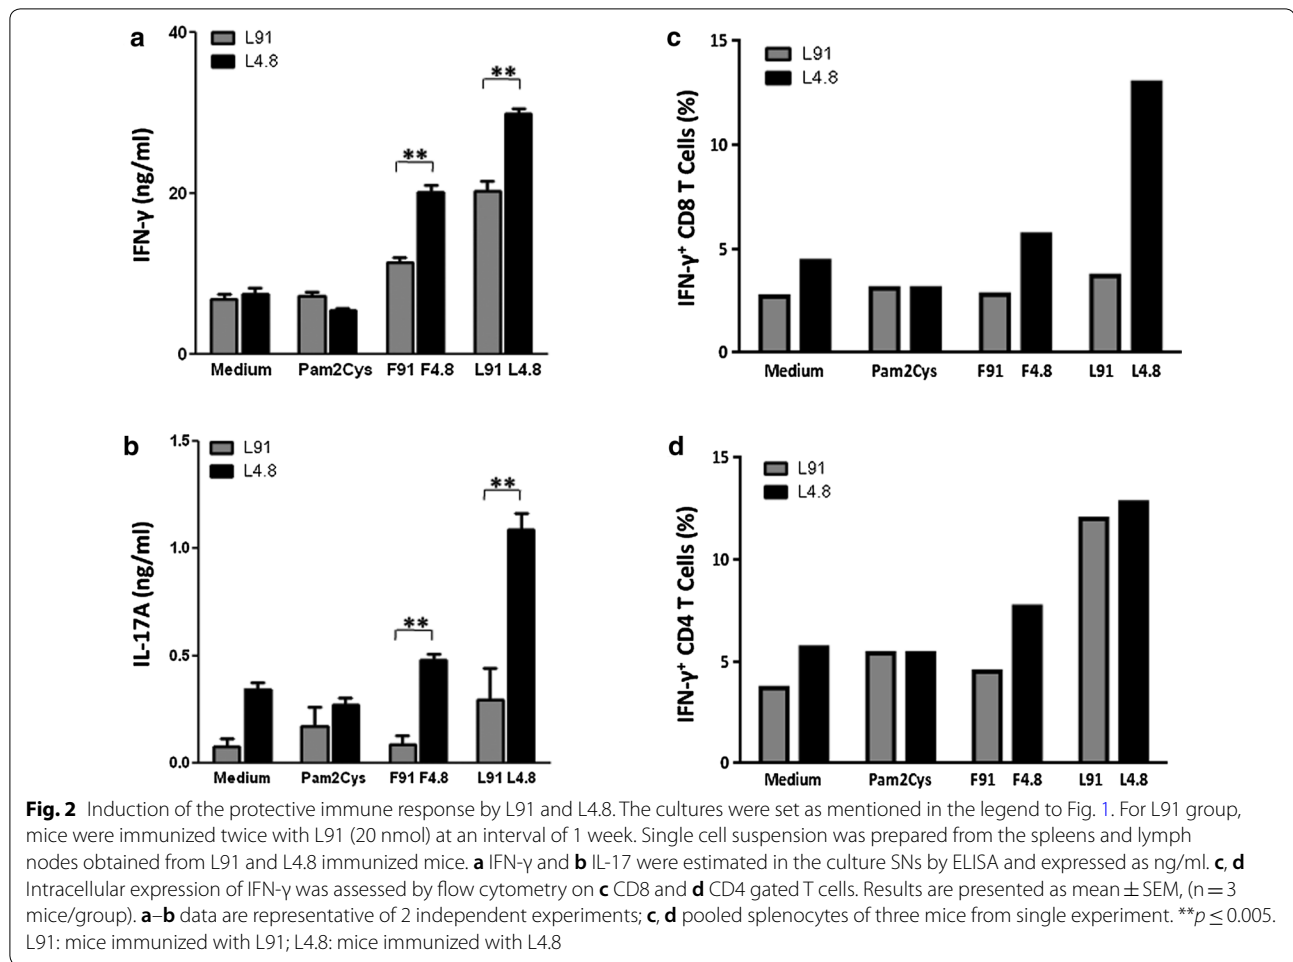 a
40
20
0
IFN-γ (ng/ml)
L91
L4.8
**
**
Medium Pam2Cys F91 F4.8 L91 L4.8
c
15
10
5
0
IFN-γ+ CD8 T Cells (%)
L91
L4.8
Medium Pam2Cys F91 F4.8 L91 L4.8
b
1.5
1.0
0.5
0.0
IL-17A (ng/ml)
L91
L4.8
**
**
Medium Pam2Cys F91 F4.8 L91 L4.8
d
15
10
5
0
IFN-γ+ CD4 T Cells (%)
L91
L4.8
Medium Pam2Cys F91 F4.8 L91 L4.8
Fig. 2 Induction of the protective immune response by L91 and L4.8. The cultures were set as mentioned in the legend to Fig. 1. For L91 group,
mice were immunized twice with L91 (20 nmol) at an interval of 1 week. Single cell suspension was prepared from the spleens and lymph
nodes obtained from L91 and L4.8 immunized mice. a IFN-γ and b IL-17 were estimated in the culture SNs by ELISA and expressed as ng/ml. c, d
Intracellular expression of IFN-γ was assessed by flow cytometry on c CD8 and d CD4 gated T cells. Results are presented as mean ± SEM, (n = 3
mice/group). a–b data are representative of 2 independent experiments; c, d pooled splenocytes of three mice from single experiment. **p ≤ 0.005.
L91: mice immunized with L91; L4.8: mice immunized with L4.8